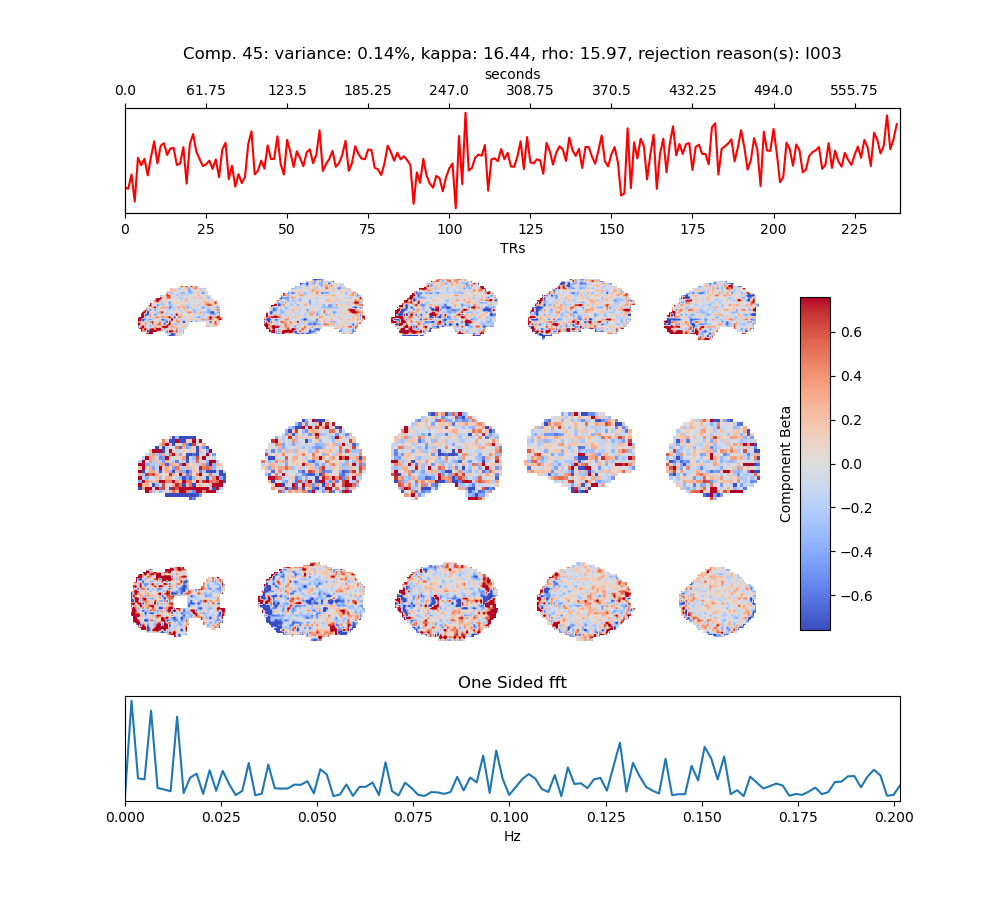 Comp. 45: variance: 0.14%, kappa: 16.44, rho: 15.97, rejection reason(s): I003
seconds
0.0 61.75 123.5 185.25 247.0 308.75 370.5 432.25 494.0 555.75
0 25 50 75 100 125 150 175 200 225
TRs
0.6
0.4
0.2
0.0
−0.2
−0.4
−0.6
Component Beta
One Sided fft
0.000 0.025 0.050 0.075 0.100 0.125 0.150 0.175 0.200
Hz